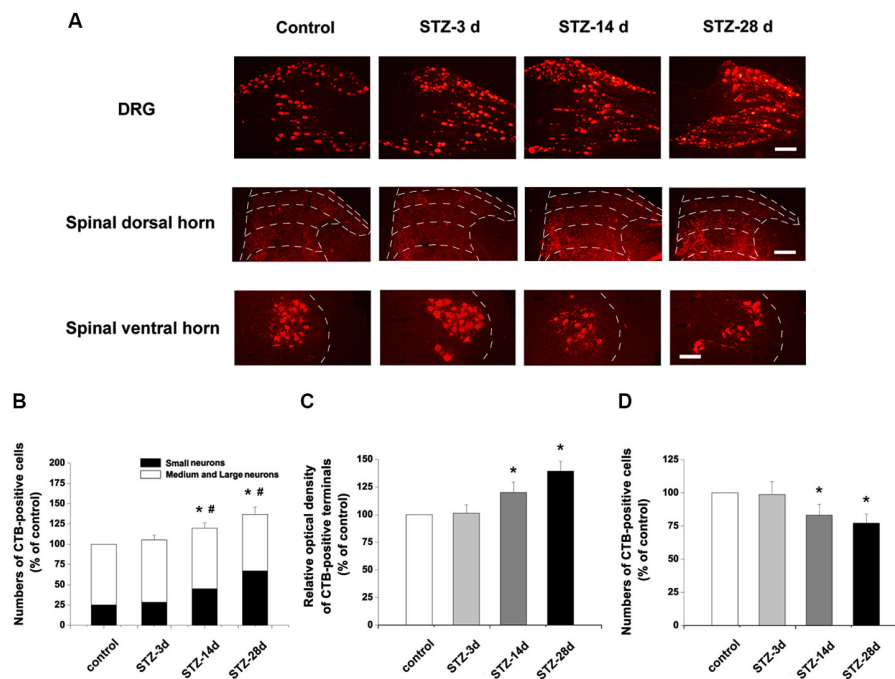 A
Control STZ-3 d STZ-14 d STZ-28 d
DRG
Spinal dorsal horn
Spinal ventral horn
B
Numbers of CTB-positive cells
(% of control)
200
175
150
125
100
75
50
25
0
Small neurons
Medium and Large neurons
* #
* #
control STZ-3d STZ-14d STZ-28d
C
Relative optical density
of CTB-positive terminals
(% of control)
150
125
100
75
50
25
0
*
*
control STZ-3d STZ-14d STZ-28d
D
Numbers of CTB-positive cells
(% of control)
125
100
75
50
25
0
*
*
control STZ-3d STZ-14d STZ-28d